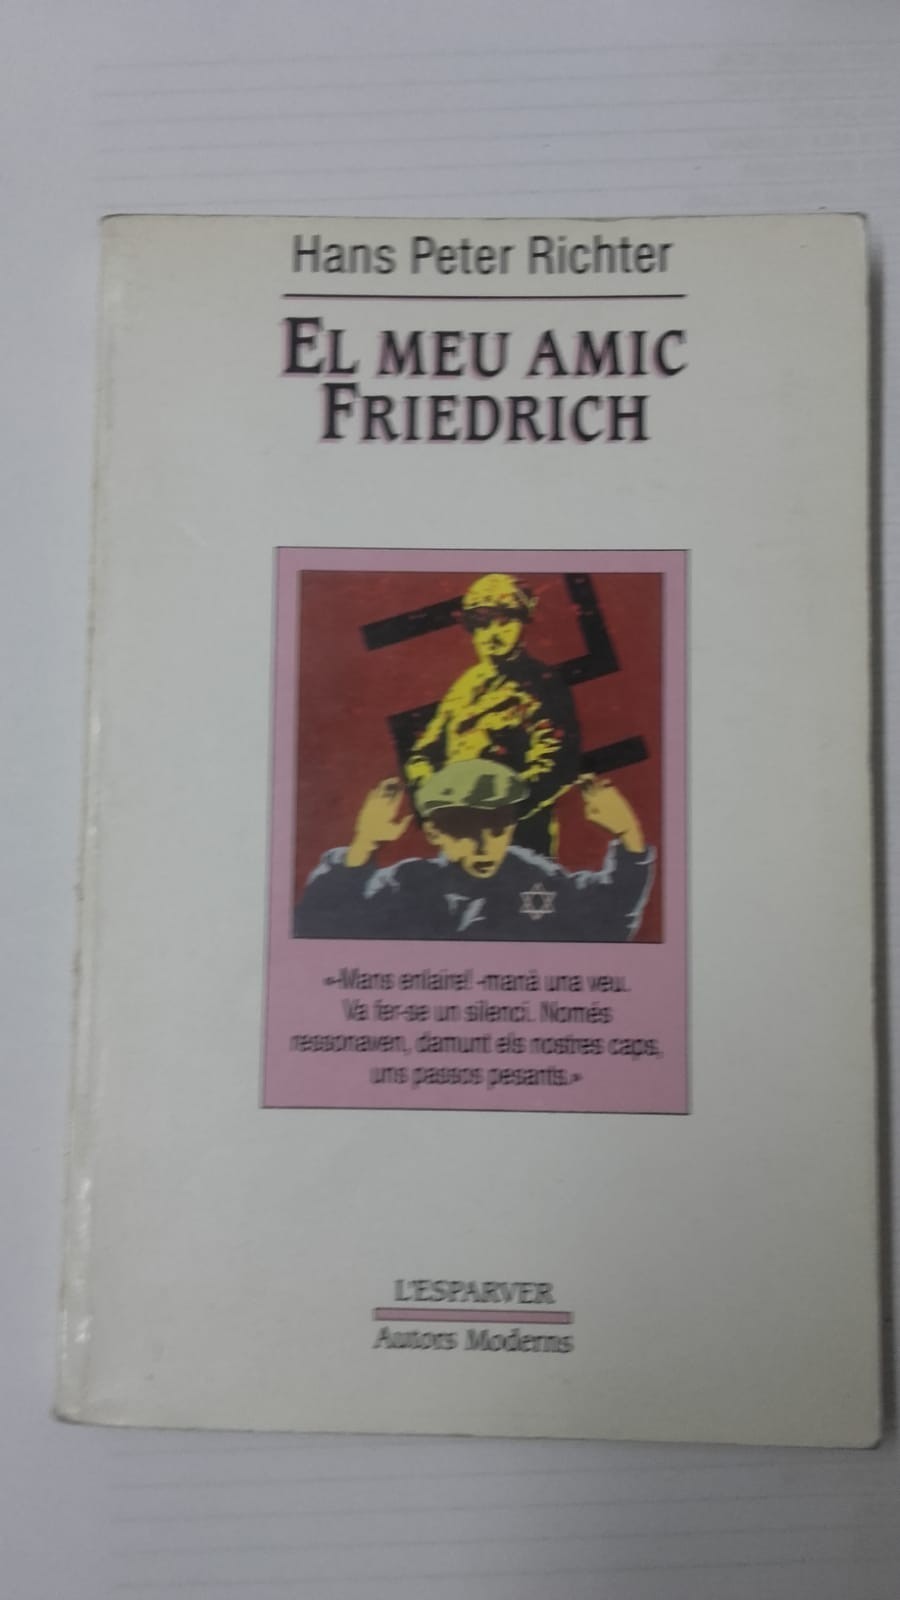 Hans Peter Richter
EL MEU AMIC
FRIEDRICH
«-Mans enlaire! -manà una veu.
Va fer-se un silenci. Només
ressonaven, damunt els nostres caps,
uns passos pesants.»
L'ESPARVER
Autors Moderns